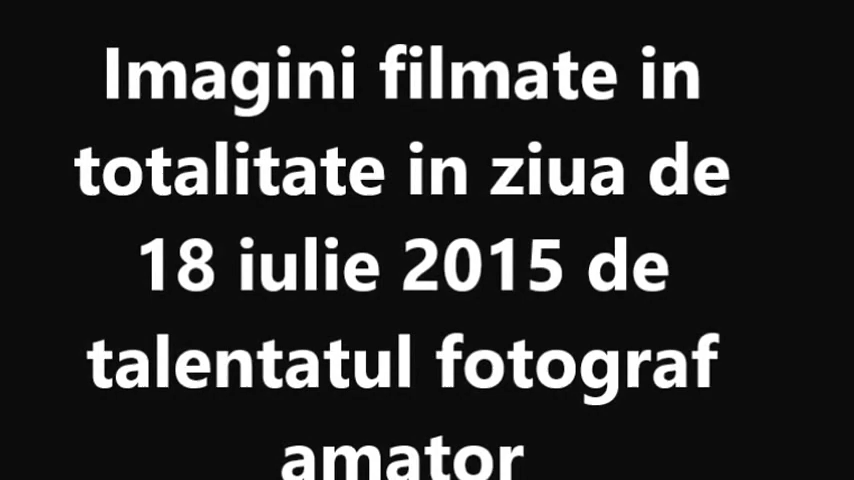 Imagini filmate in
totalitate in ziua de
18 iulie 2015 de
talentatul fotograf
amator